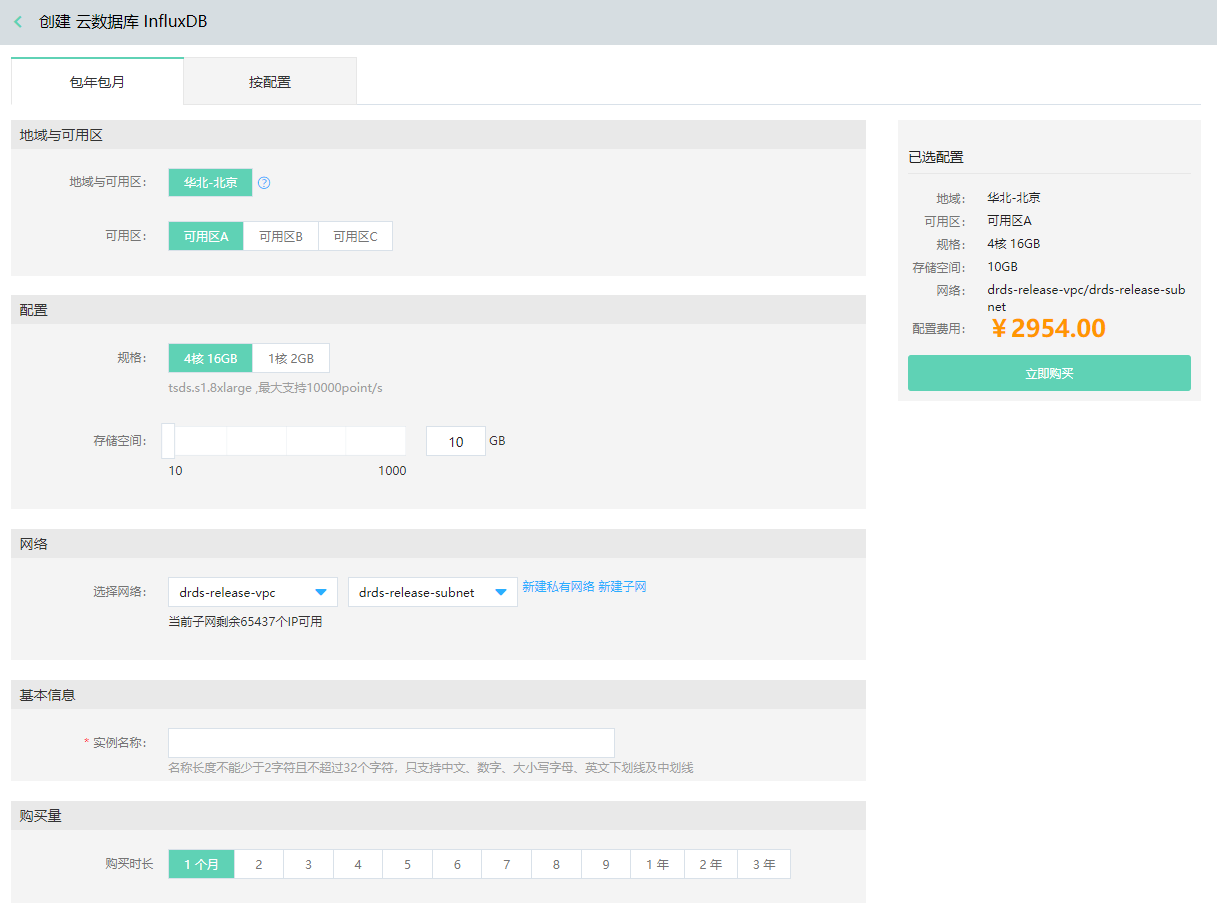 创建 云数据库 InfluxDB
包年包月
按配置
地域与可用区
地域与可用区：
华北-北京
?
可用区：
可用区A
可用区B
可用区C
配置
规格：
4核 16GB
1核 2GB
tsds.s1.8xlarge ,最大支持10000point/s
存储空间：
10
GB
10
1000
网络
选择网络：
drds-release-vpc
drds-release-subnet
新建私有网络 新建子网
当前子网剩余65437个IP可用
基本信息
* 实例名称：
名称长度不能少于2字符且不超过32个字符，只支持中文、数字、大小写字母、英文下划线及中划线
购买量
购买时长
1 个月
2
3
4
5
6
7
8
9
1 年
2 年
3 年
已选配置
地域： 华北-北京
可用区： 可用区A
规格： 4核 16GB
存储空间： 10GB
网络： drds-release-vpc/drds-release-sub
net
配置费用： ￥2954.00
立即购买